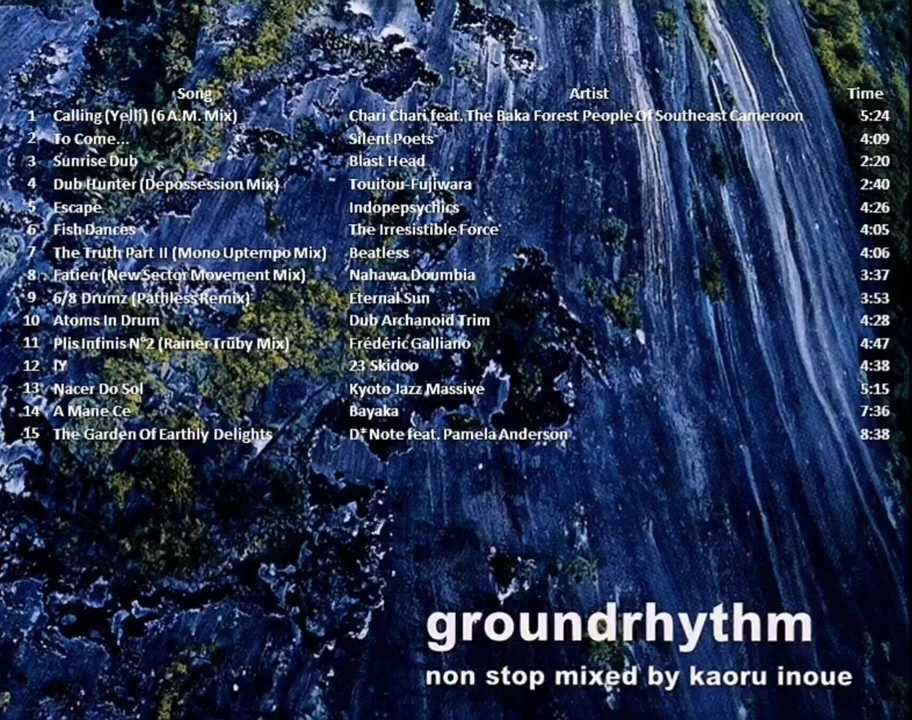 Song Artist Time
1 Calling (Yelli) (6 A.M. Mix) Chari Chari feat. The Baka Forest People Of Southeast Cameroon 5:24
2 To Come... Silent Poets 4:09
3 Sunrise Dub Blast Head 2:20
4 Dub Hunter (Depossession Mix) Touitou-Fujiwara 2:40
5 Escape Indopepsychics 4:26
6 Fish Dances The Irresistible Force 4:05
7 The Truth Part II (Mono Uptempo Mix) Beatless 4:06
8 Fatien (New Sector Movement Mix) Nahawa Doumbia 3:37
9 6/8 Drumz (Pathless Remix) Eternal Sun 3:53
10 Atoms In Drum Dub Archanoid Trim 4:28
11 Plis Infinis N°2 (Rainer Trüby Mix) Frédéric Galliano 4:47
12 IY 23 Skidoo 4:38
13 Nacer Do Sol Kyoto Jazz Massive 5:15
14 A Mane Ce Bayaka 7:36
15 The Garden Of Earthly Delights D*Note feat. Pamela Anderson 8:38
groundrhythm
non stop mixed by kaoru inoue